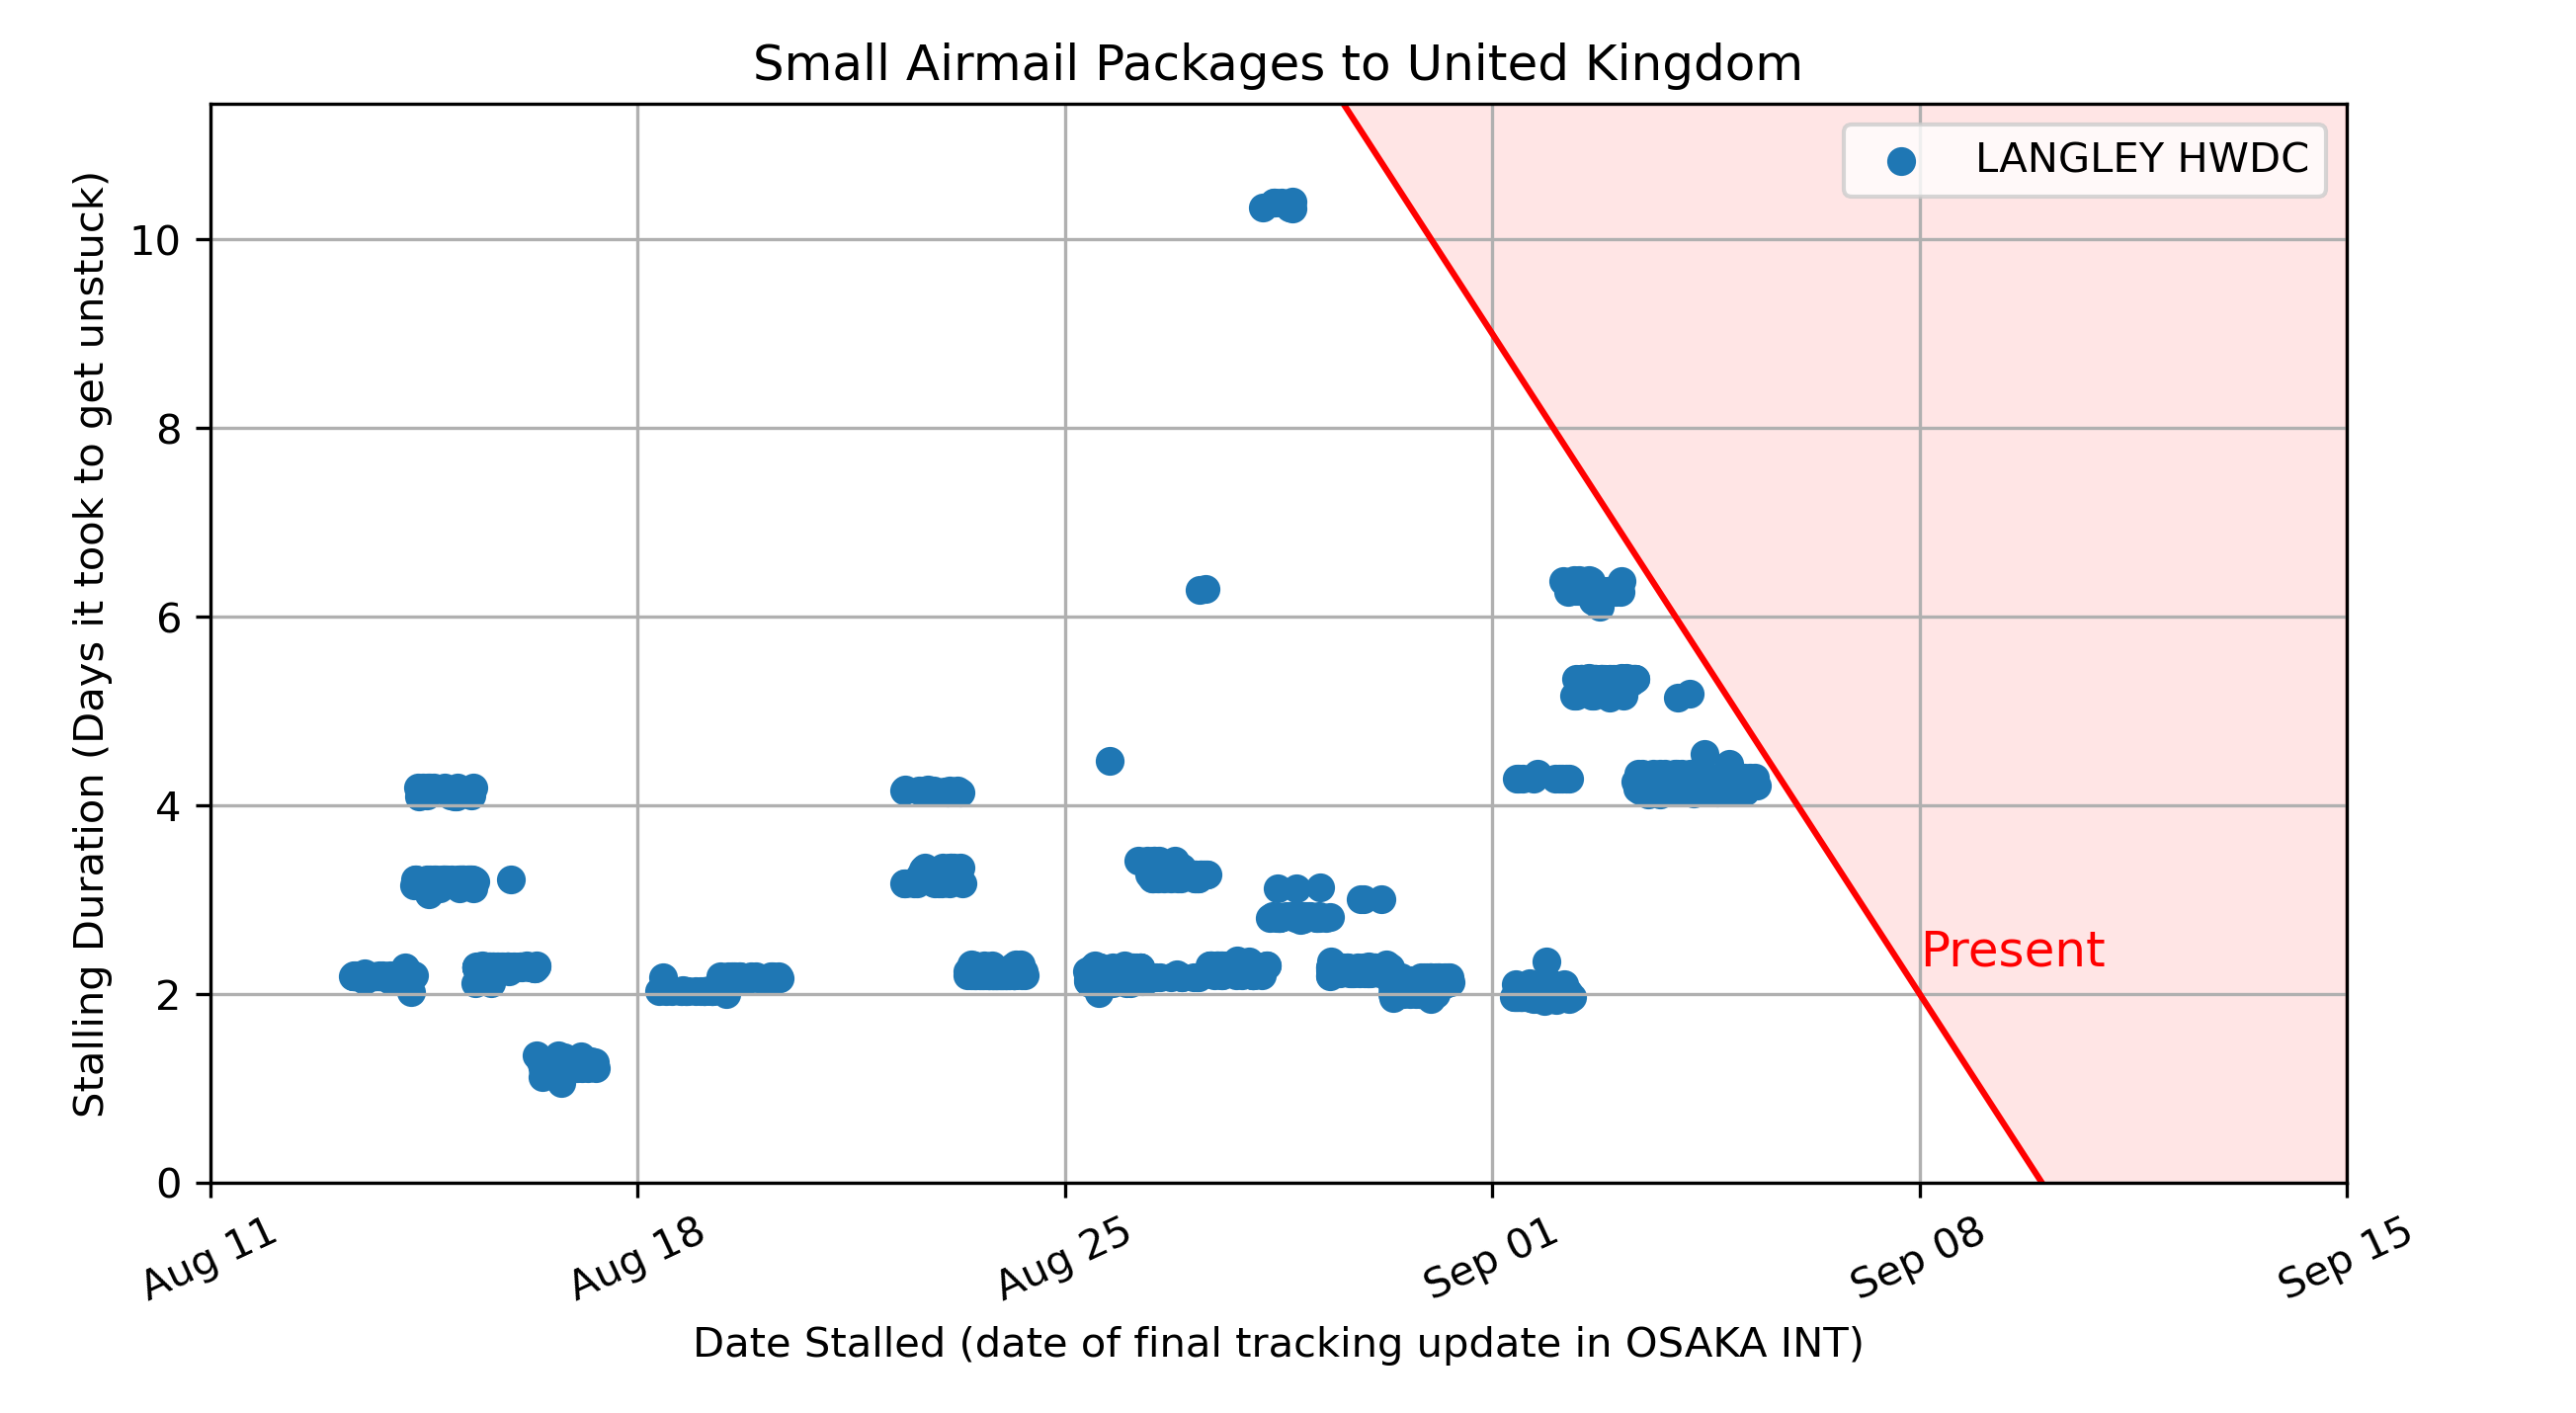 Small Airmail Packages to United Kingdom
LANGLEY HWDC
Stalling Duration (Days it took to get unstuck)
10
8
6
4
2
0
Present
Aug 11
Aug 18
Aug 25
Sep 01
Sep 08
Sep 15
Date Stalled (date of final tracking update in OSAKA INT)